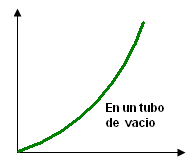 En un tubo
de vacio